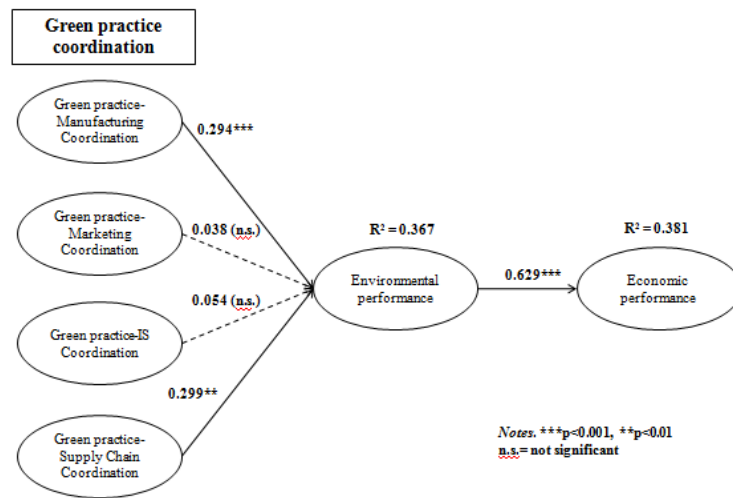 Green practice
coordination
Green practice-
Manufacturing
Coordination
0.294***
Green practice-
Marketing
Coordination
0.038 (n.s.)
R² = 0.367
R² = 0.381
Environmental
performance
0.629***
Economic
performance
0.054 (n.s.)
Green practice-IS
Coordination
0.299**
Green practice-
Supply Chain
Coordination
Notes. ***p<0.001, **p<0.01
n.s.= not significant